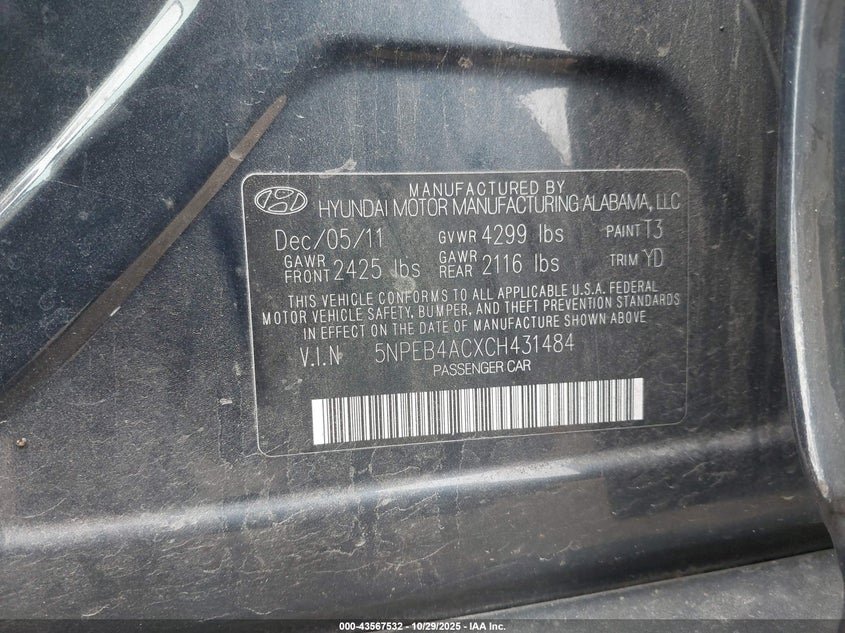 MANUFACTURED BY
HYUNDAI MOTOR MANUFACTURING ALABAMA, LLC
Dec/05/11 GVWR 4299 lbs PAINT T3
GAWR FRONT 2425 lbs GAWR REAR 2116 lbs TRIM YD
THIS VEHICLE CONFORMS TO ALL APPLICABLE U.S.A. FEDERAL
MOTOR VEHICLE SAFETY, BUMPER, AND THEFT PREVENTION STANDARDS
IN EFFECT ON THE DATE OF MANUFACTURE SHOWN ABOVE
V.I.N 5NPEB4ACXCH431484
PASSENGER CAR
000-43567532 - 10/29/2025 - IAA Inc.